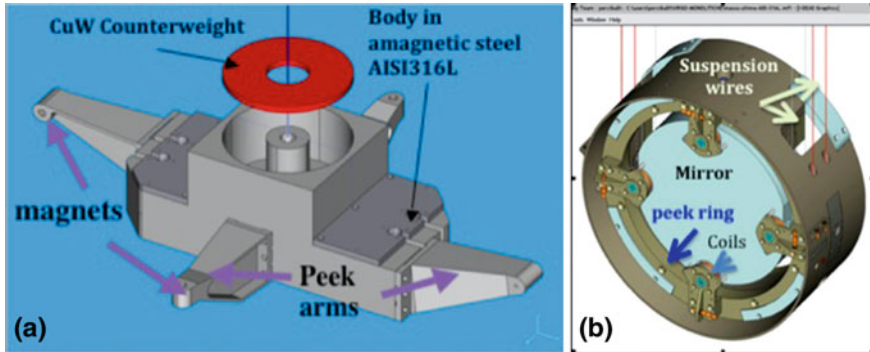 CuW Counterweight
Body in
amagnetic steel
AISI316L
magnets
Peek
arms
(a)
Suspension
wires
Mirror
peek ring
Coils
(b)